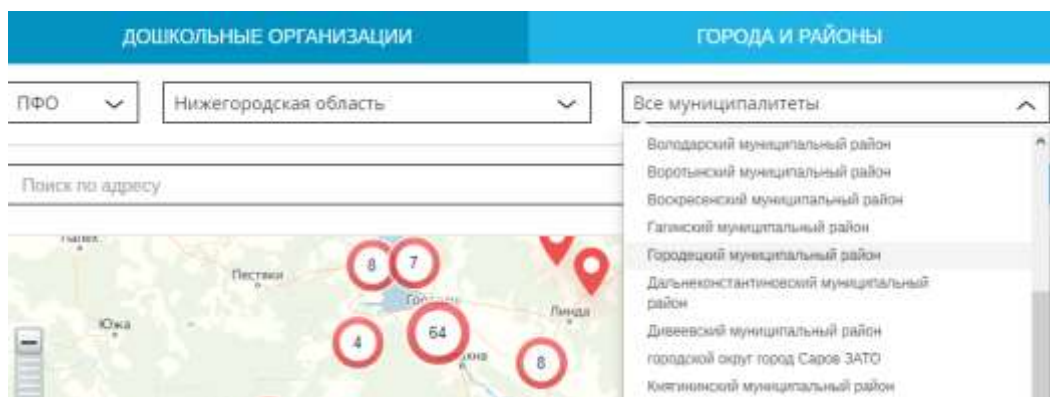 ДОШКОЛЬНЫЕ ОРГАНИЗАЦИИ ГОРОДА И РАЙОНЫ
ПФО Нижегородская область Все муниципалитеты
Володарский муниципальный район
Воротынский муниципальный район
Поиск по адресу
Воскресенский муниципальный район
Гагинский муниципальный район
Городецкий муниципальный район
Дальнеконстантиновский муниципальный
район
Дивеевский муниципальный район
городской округ город Саров ЗАТО
Княгининский муниципальный район
8 7
Пестяки
Линда
Южа
4 64 8